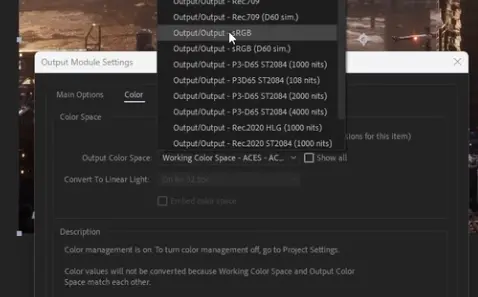 Output/Output - Rec.709
Output/Output - Rec.709 (D60 sim.)
Output/Output - sRGB
Output/Output - sRGB (D60 sim.)
Output Module Settings
Output/Output - P3-D65 ST2084 (1000 nits)
Output/Output - P3D65 ST2084 (108 nits)
Main Options
Color
Output/Output - P3-D65 ST2084 (2000 nits)
Output/Output - P3-D65 ST2084 (4000 nits)
Color Space
Output/Output - Rec.2020 HLG (1000 nits)
sions for this item)
Output/Output - Rec.2020 ST2084 (1000 nits)
Output Color Space: Working Color Space - ACES - AC... Show all
Convert To Linear Light:
Embed color space
Description
Color management is on. To turn color management off, go to Project Settings.
Color values will not be converted because Working Color Space and Output Color
Space match each other.